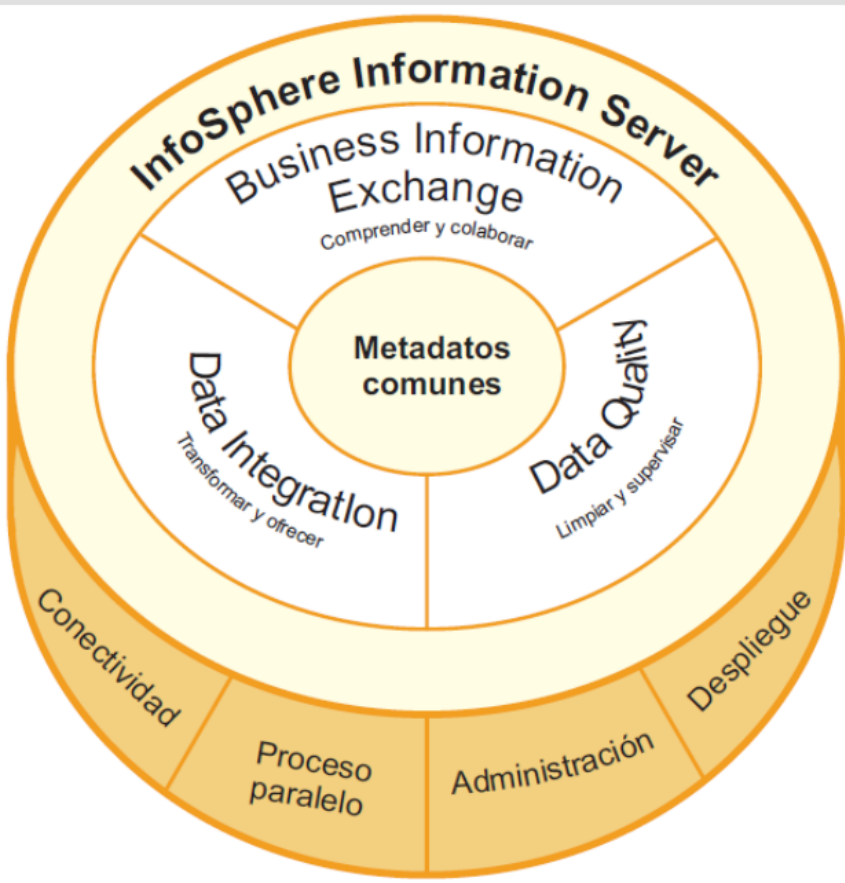 InfoSphere Information Server
Business Information
Exchange
Comprender y colaborar
Metadatos
comunes
Data IntegratIon
Transformar y ofrecer
Data Quality
Limpiar y supervisar
Conectividad
Proceso
paralelo
Administración
Despliegue